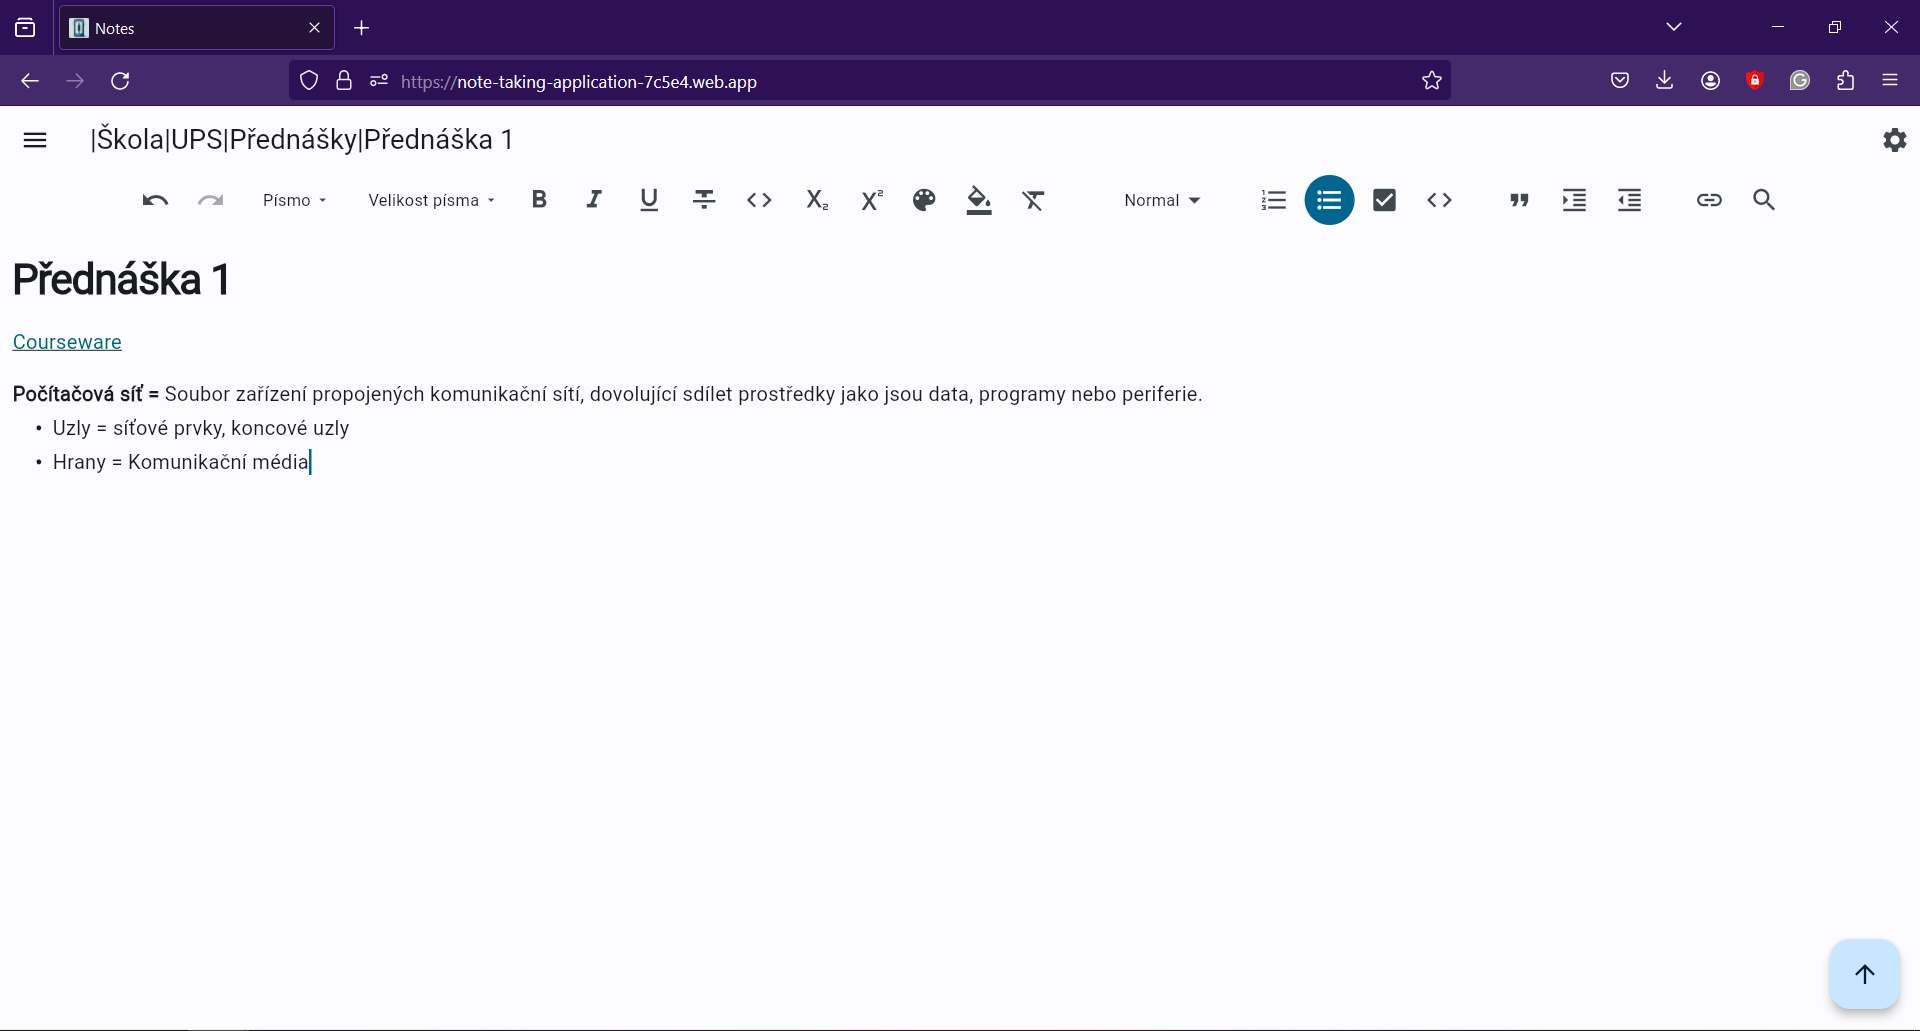 Notes
https://note-taking-application-7c5e4.web.app
|Škola|UPS|Přednášky|Přednáška 1
Písmo Velikost písma B I U X₂ X² Normal
Přednáška 1
Courseware
Počítačová síť = Soubor zařízení propojených komunikační sítí, dovolující sdílet prostředky jako jsou data, programy nebo periferie.
• Uzly = síťové prvky, koncové uzly
• Hrany = Komunikační média